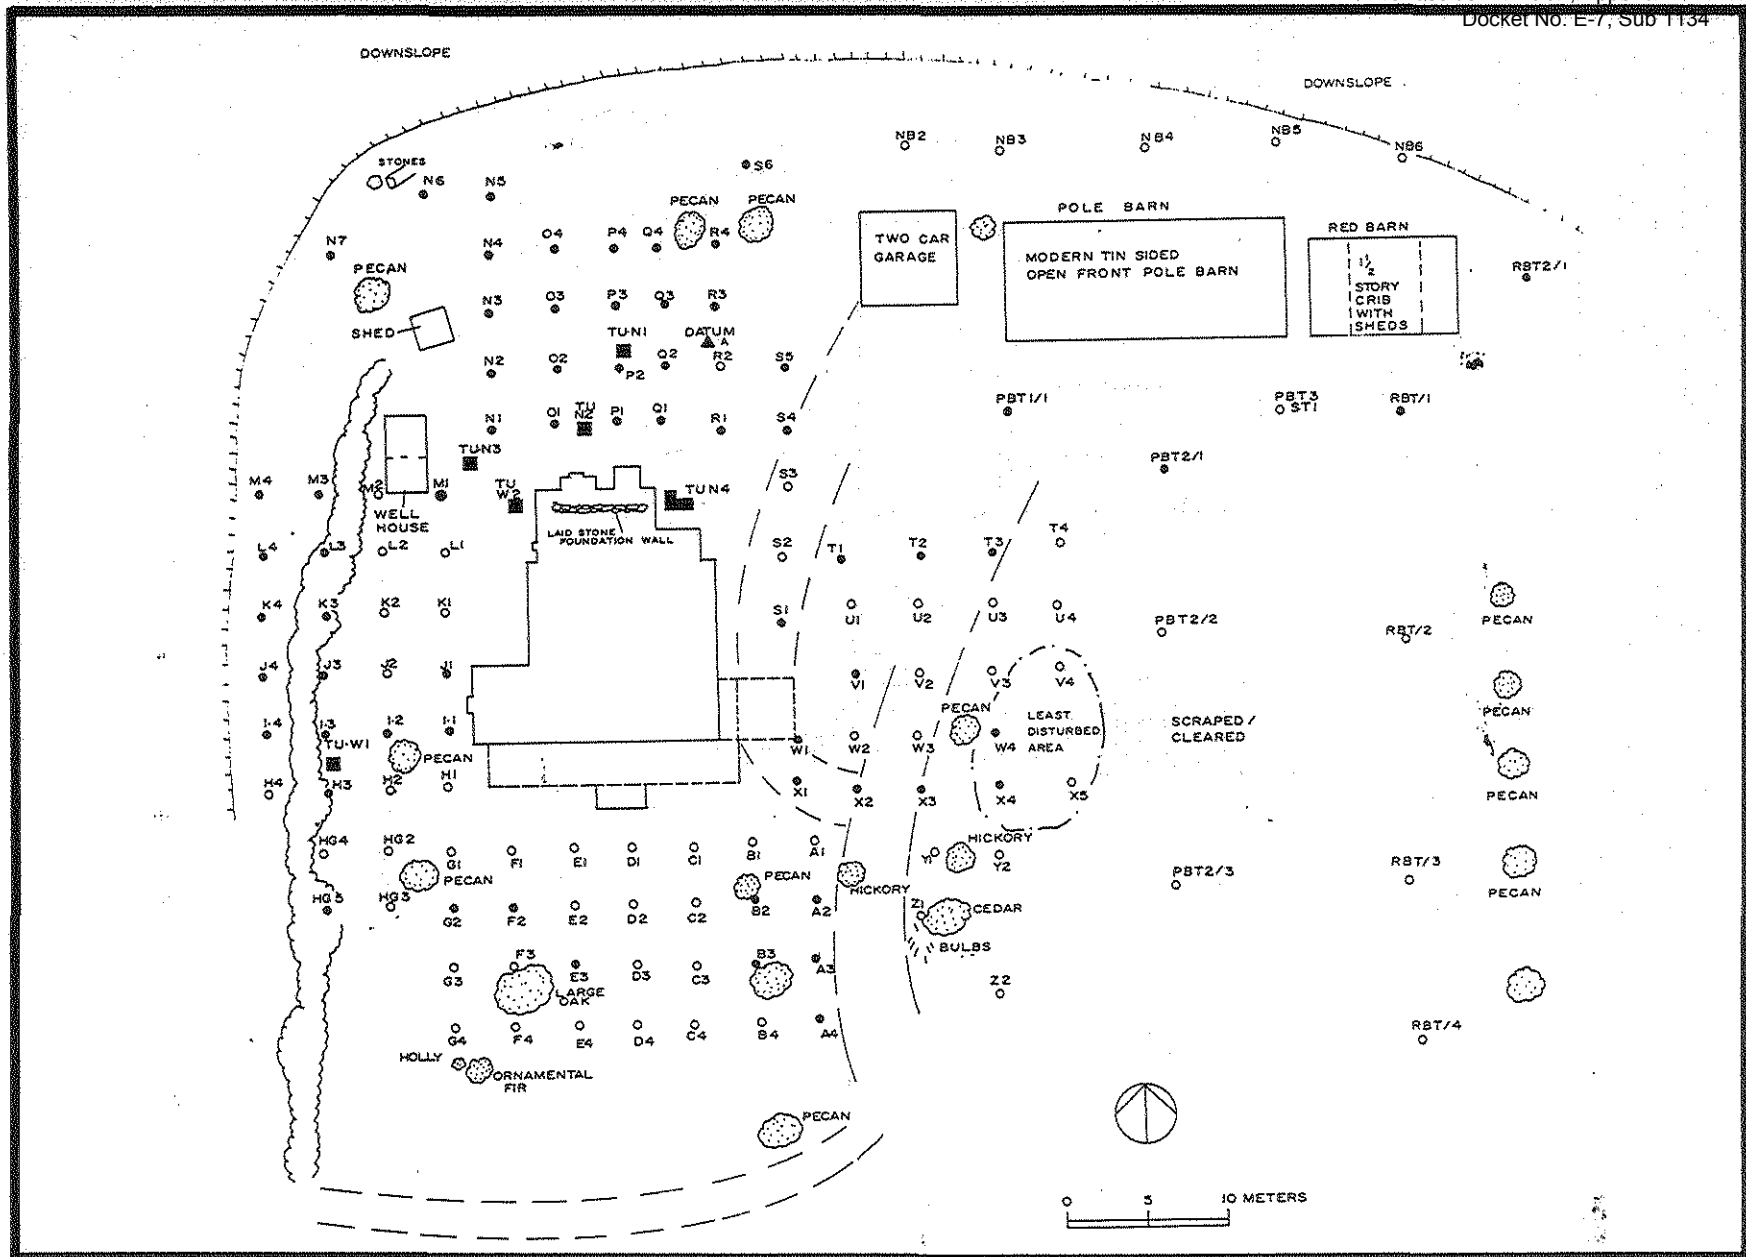 Docket No. E-7, Sub 1134
DOWNSLOPE
DOWNSLOPE
NB2
NB3
NB4
NB5
NB6
STONES
N6
N5
S6
PECAN
PECAN
POLE BARN
TWO CAR
GARAGE
MODERN TIN SIDED
OPEN FRONT POLE BARN
RED BARN
1½
STORY
CRIB
WITH
SHEDS
RBT2/1
N7
N4
O4
P4
Q4
R4
PECAN
SHED
N3
O3
P3
Q3
R3
TU-N1
DATUM
A
N2
O2
P2
Q2
R2
S5
N1
O1
TU
N2
P1
Q1
R1
S4
PBT1/1
PBT3
ST1
RBT/1
PBT2/1
TU-N3
M4
M3
M2
M1
TU
W2
TU N4
S3
WELL
HOUSE
LAID STONE
FOUNDATION WALL
L4
L3
L2
L1
S2
T1
T2
T3
T4
K4
K3
K2
K1
S1
U1
U2
U3
U4
PBT2/2
RBT/2
PECAN
J4
J3
J2
J1
V1
V2
V3
V4
PECAN
I-4
I-3
I-2
I-1
TU-W1
PECAN
W1
W2
W3
PECAN
W4
LEAST
DISTURBED
AREA
SCRAPED/
CLEARED
PECAN
H4
H3
H2
H1
X1
X2
X3
X4
X5
HG4
HG2
G1
F1
E1
D1
C1
B1
A1
Y1
HICKORY
Y2
PECAN
PECAN
HICKORY
PBT2/3
RBT/3
PECAN
HG5
HG3
G2
F2
E2
D2
C2
B2
A2
Z1
CEDAR
BULBS
G3
F3
LARGE
OAK
E3
D3
C3
B3
A3
Z2
G4
F4
E4
D4
C4
B4
A4
RBT/4
HOLLY
ORNAMENTAL
FIR
PECAN
0 5 10 METERS